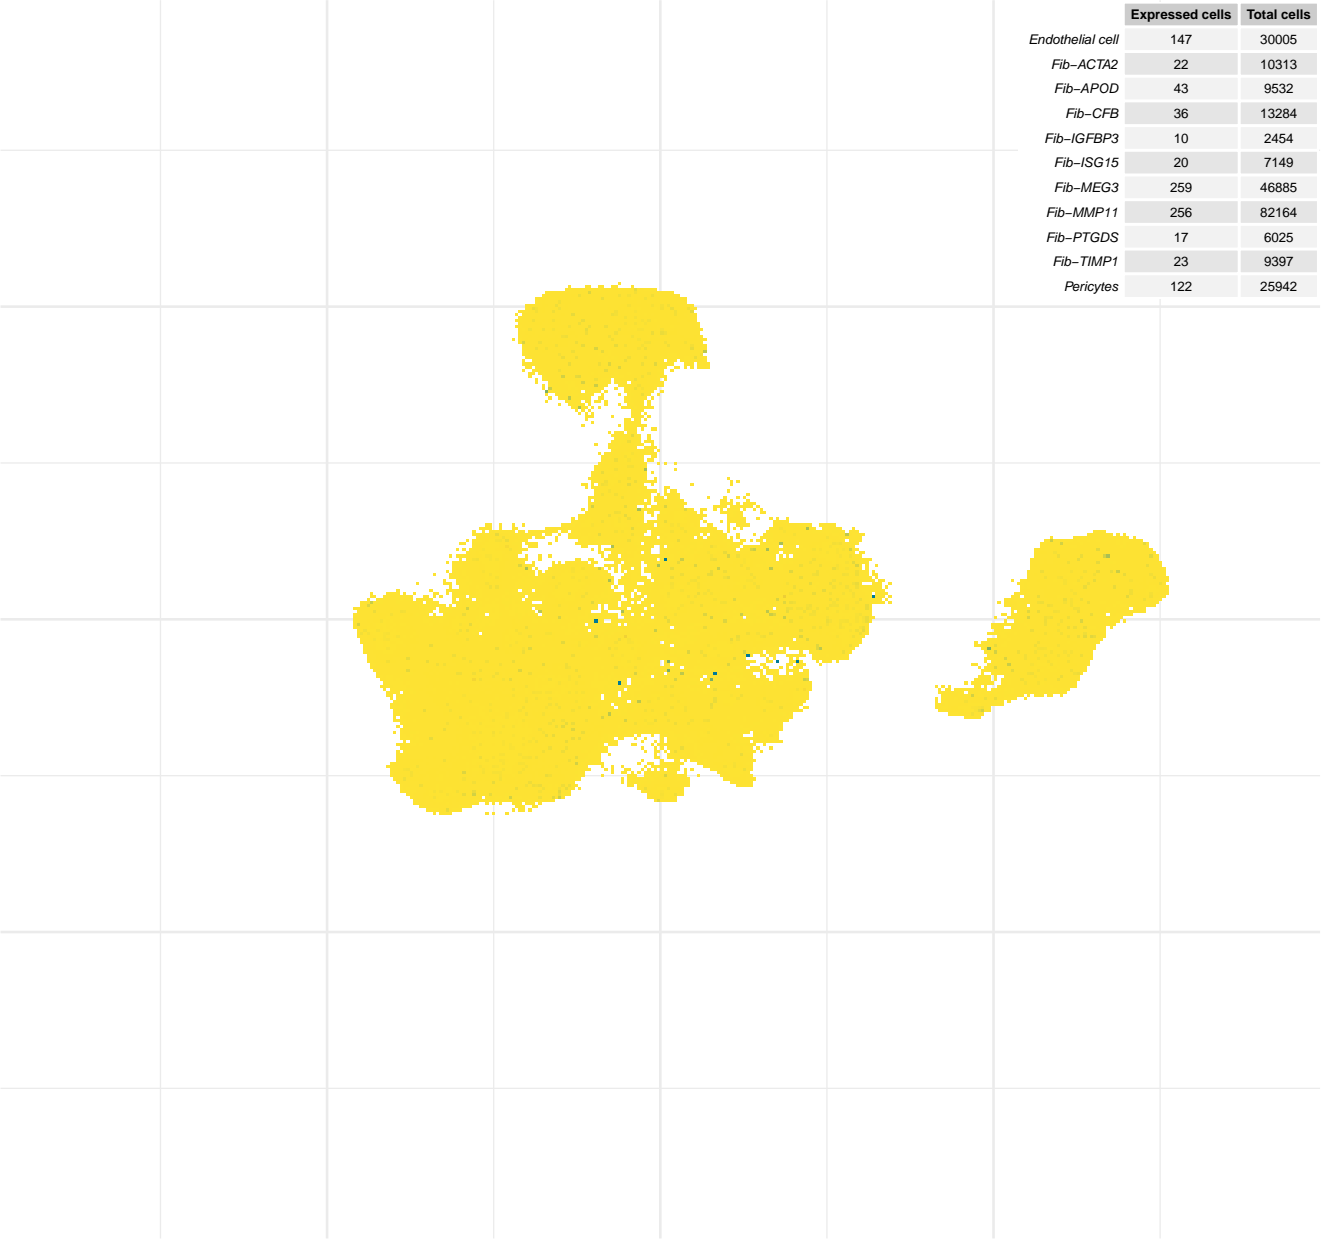 Expressed cells Total cells
Endothelial cell 147 30005
Fib−ACTA2 22 10313
Fib−APOD 43 9532
Fib−CFB 36 13284
Fib−IGFBP3 10 2454
Fib−ISG15 20 7149
Fib−MEG3 259 46885
Fib−MMP11 256 82164
Fib−PTGDS 17 6025
Fib−TIMP1 23 9397
Pericytes 122 25942